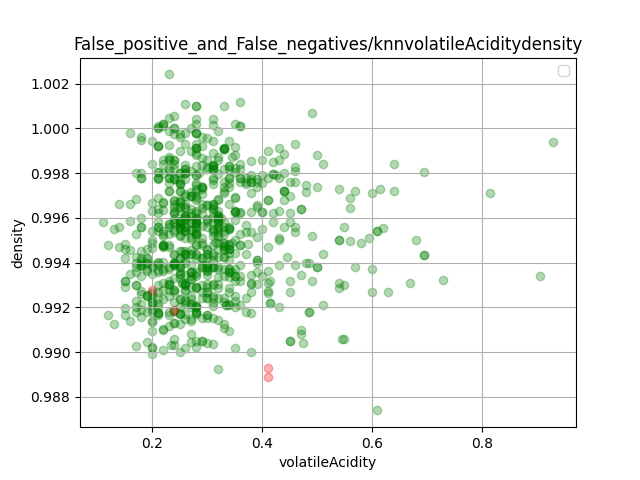 False_positive_and_False_negatives/knnvolatileAciditydensity
1.002
1.000
0.998
0.996
0.994
0.992
0.990
0.988
density
0.2 0.4 0.6 0.8
volatileAcidity